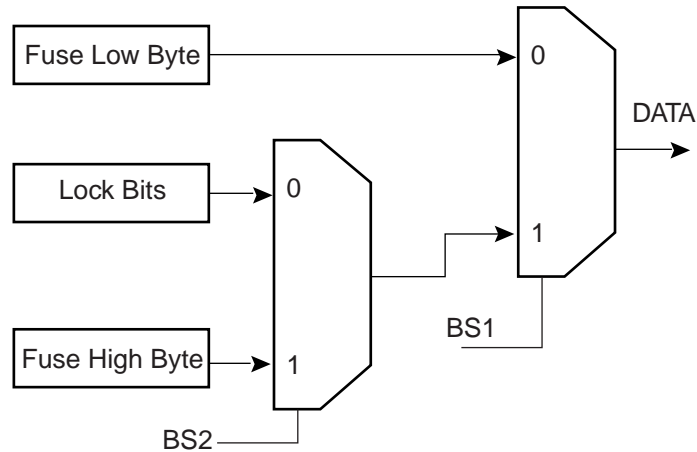 Fuse Low Byte
0
DATA
Lock Bits
0
1
BS1
Fuse High Byte
1
BS2